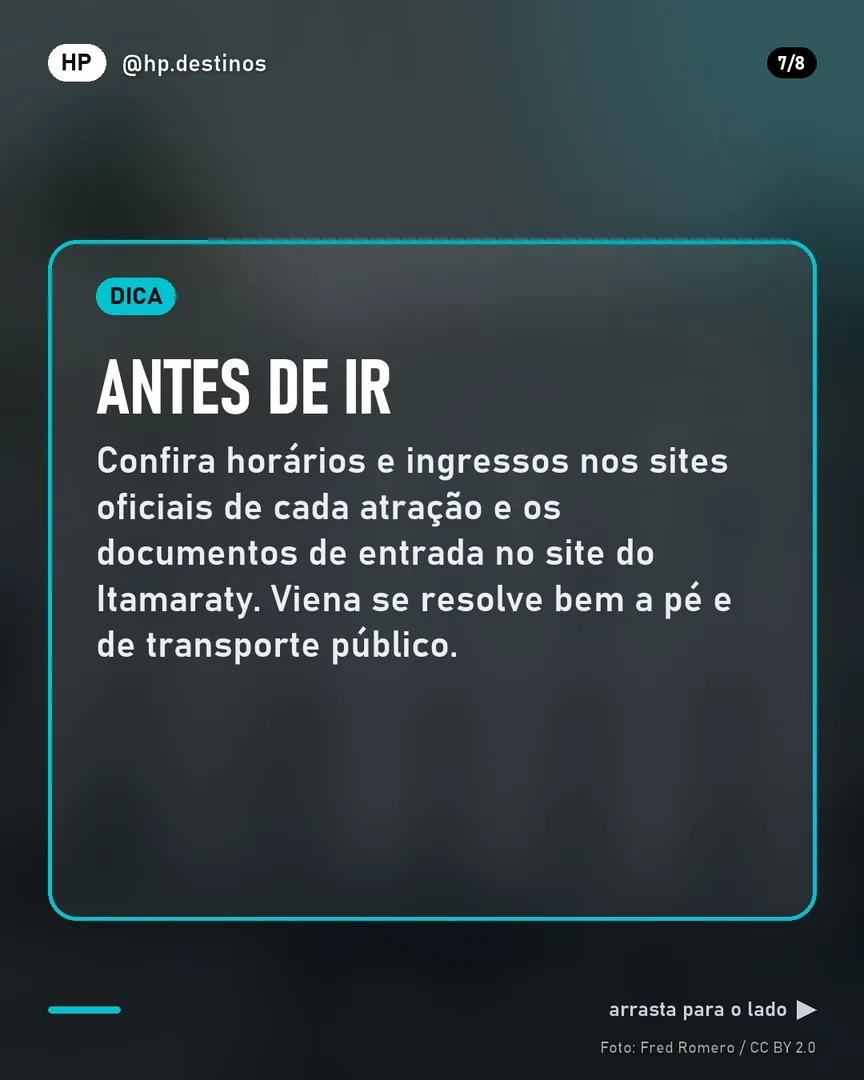 HP @hp.destinos
7/8
DICA
ANTES DE IR
Confira horários e ingressos nos sites
oficiais de cada atração e os
documentos de entrada no site do
Itamaraty. Viena se resolve bem a pé e
de transporte público.
arrasta para o lado ▶
Foto: Fred Romero / CC BY 2.0